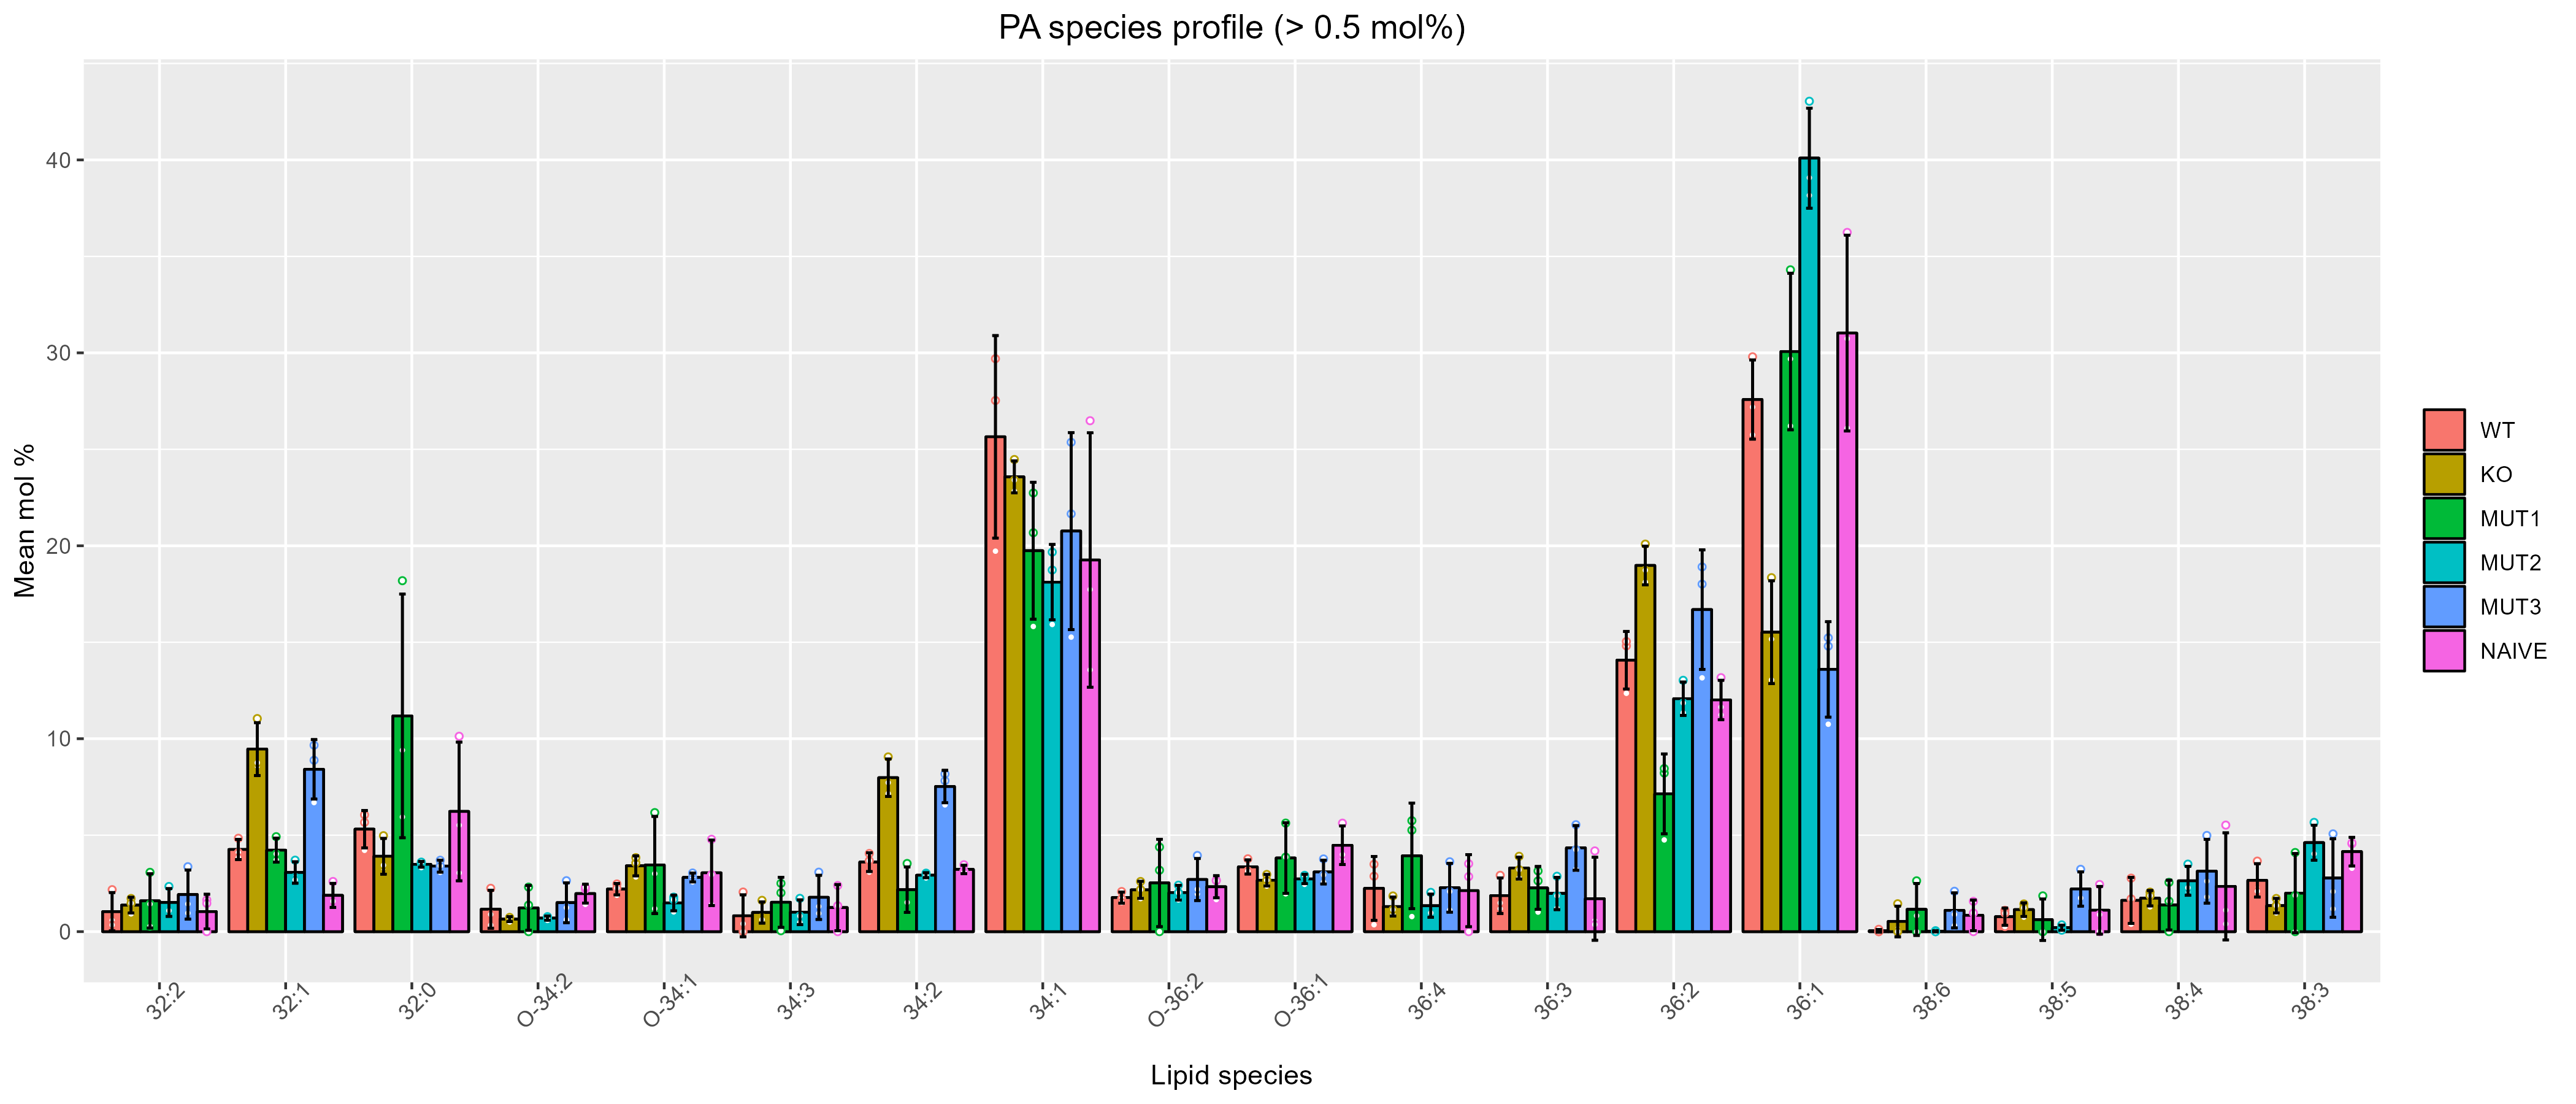 PA species profile (> 0.5 mol%)
Mean mol %
40
30
20
10
0
32:2
32:1
32:0
O-34:2
O-34:1
34:3
34:2
34:1
O-36:2
O-36:1
36:4
36:3
36:2
36:1
38:6
38:5
38:4
38:3
Lipid species
WT
KO
MUT1
MUT2
MUT3
NAIVE